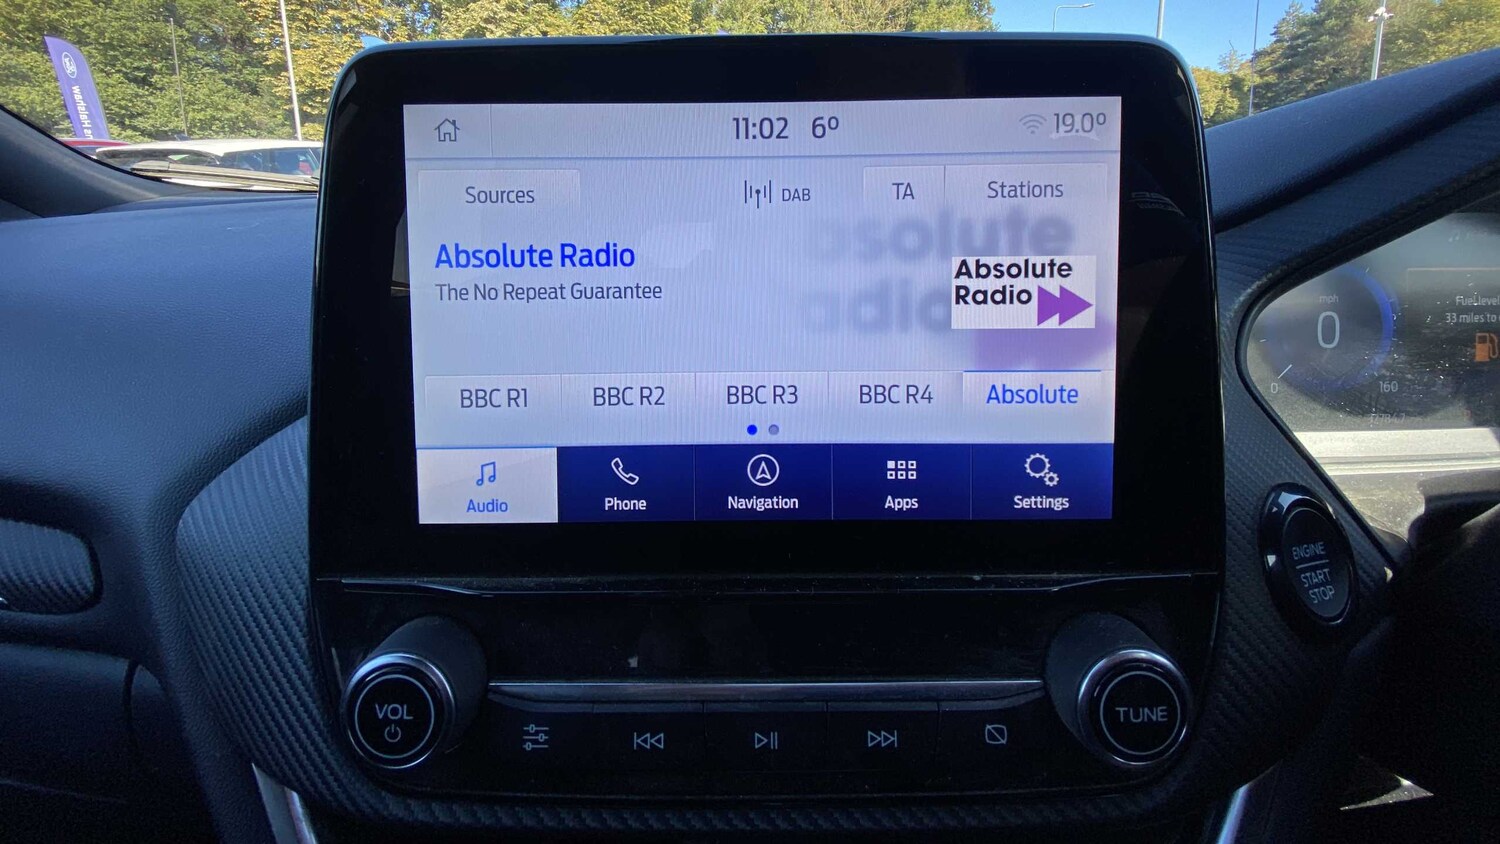 11:02 6°
19.0°
Sources
DAB
TA
Stations
Absolute Radio
The No Repeat Guarantee
Absolute
Radio
BBC R1
BBC R2
BBC R3
BBC R4
Absolute
Audio
Phone
Navigation
Apps
Settings
VOL
TUNE
ENGINE
START
STOP
mph
0
0
160
Fuel level
33 miles to